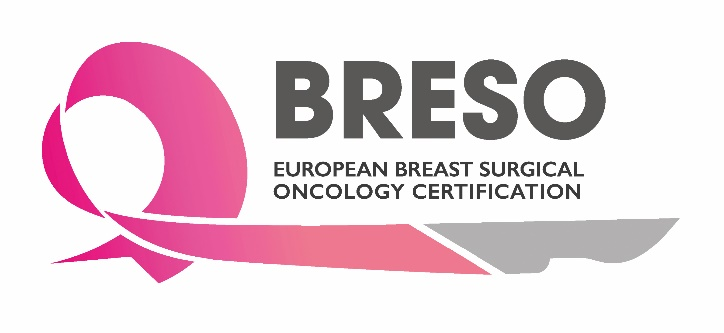 BRESO
EUROPEAN BREAST SURGICAL
ONCOLOGY CERTIFICATION